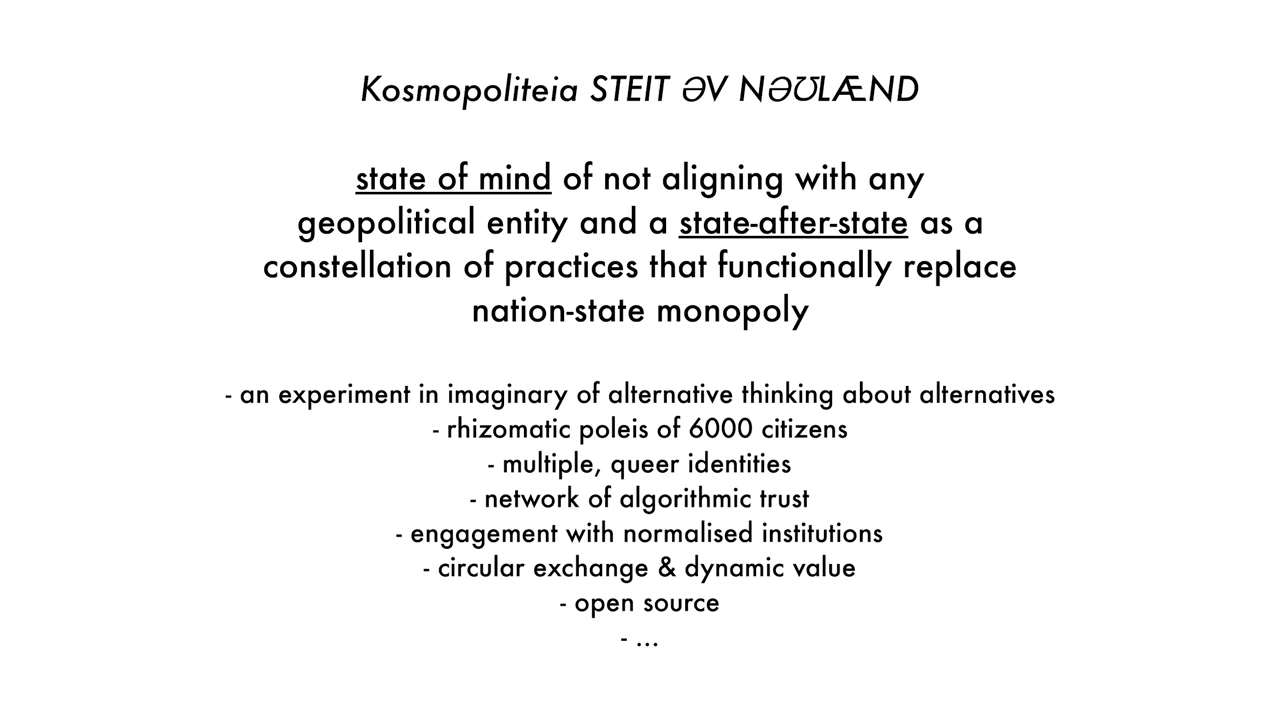 Kosmopoliteia STEIT ƏV NƏƱLÆND
state of mind of not aligning with any
geopolitical entity and a state-after-state as a
constellation of practices that functionally replace
nation-state monopoly
- an experiment in imaginary of alternative thinking about alternatives
- rhizomatic poleis of 6000 citizens
- multiple, queer identities
- network of algorithmic trust
- engagement with normalised institutions
- circular exchange & dynamic value
- open source
- ...